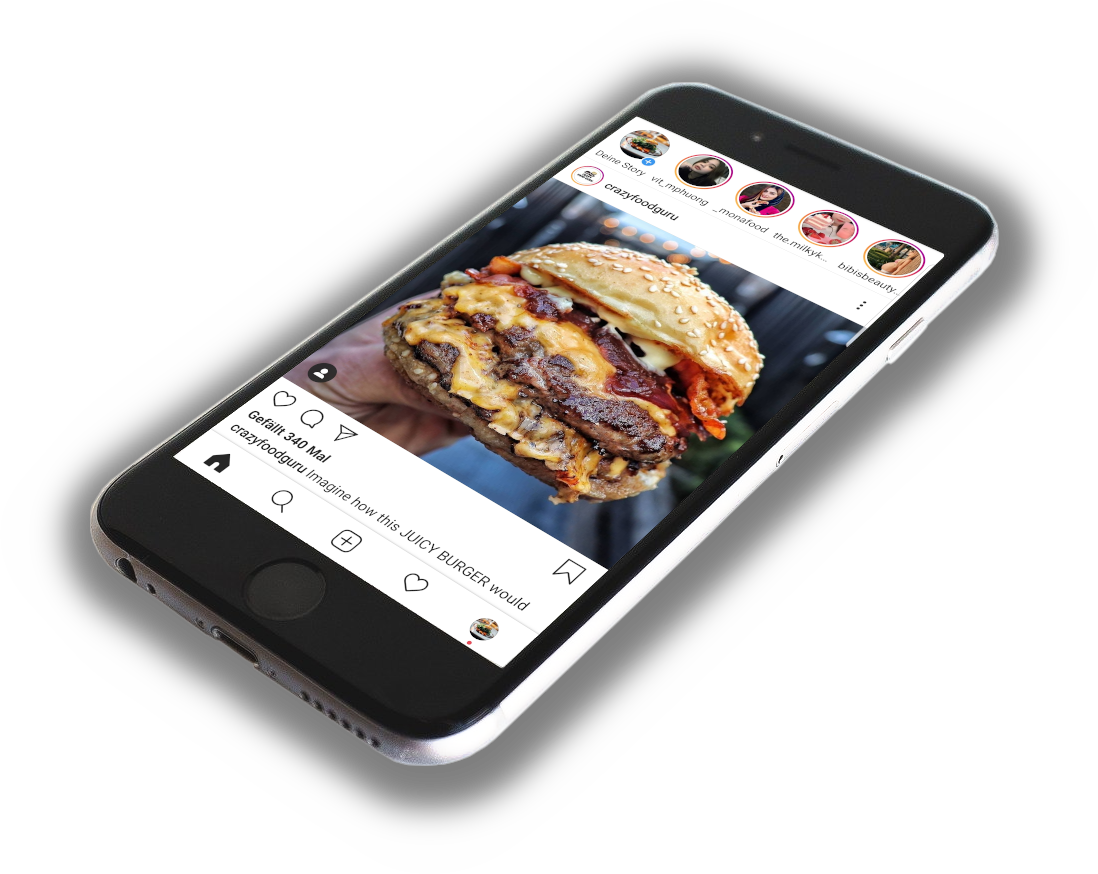 Deine Story vit_mphuong _monafood the.milkyk... bibisbeauty...
crazyfoodguru
Gefällt 340 Mal
crazyfoodguru Imagine how this JUICY BURGER would